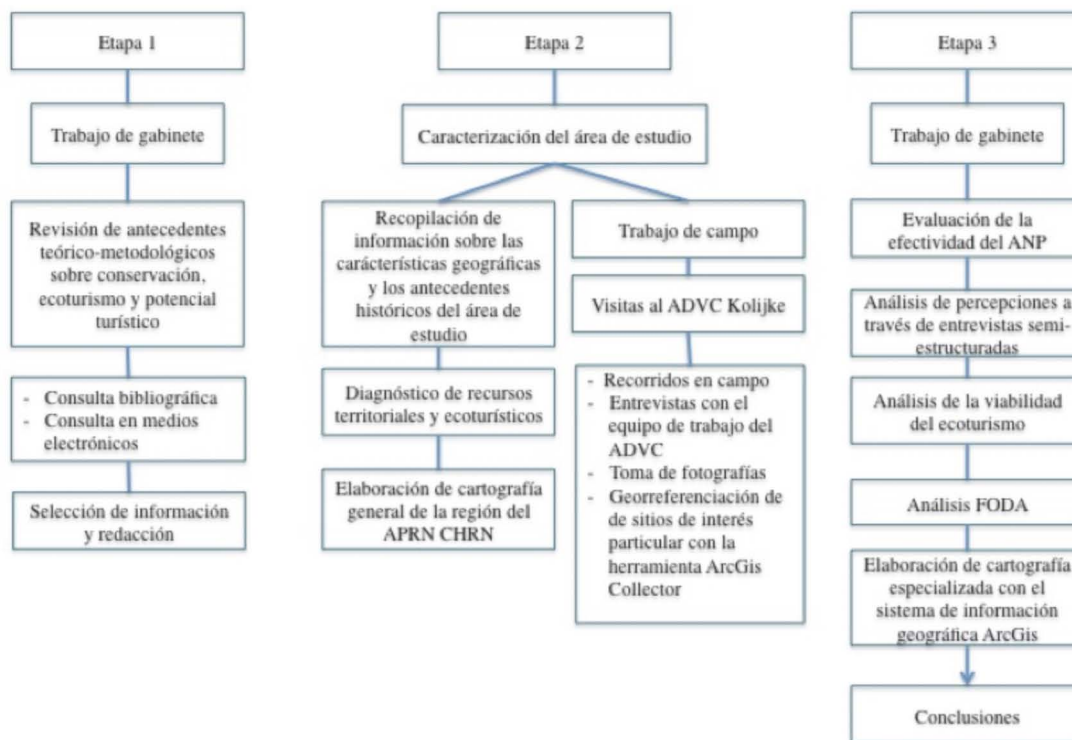 Etapa 1
Trabajo de gabinete
Revisión de antecedentes
teórico-metodológicos
sobre conservación,
ecoturismo y potencial
turístico
- Consulta bibliográfica
- Consulta en medios
electrónicos
Selección de información
y redacción
Etapa 2
Caracterización del área de estudio
Recopilación de
información sobre las
carácterísticas geográficas
y los antecedentes
históricos del área de
estudio
Diagnóstico de recursos
territoriales y ecoturísticos
Elaboración de cartografía
general de la región del
APRN CHRN
Trabajo de campo
Visitas al ADVC Kolijke
- Recorridos en campo
- Entrevistas con el
equipo de trabajo del
ADVC
- Toma de fotografías
- Georreferenciación de
de sitios de interés
particular con la
herramienta ArcGis
Collector
Etapa 3
Trabajo de gabinete
Evaluación de la
efectividad del ANP
Análisis de percepciones a
través de entrevistas semi-
estructuradas
Análisis de la viabilidad
del ecoturismo
Análisis FODA
Elaboración de cartografía
especializada con el
sistema de información
geográfica ArcGis
Conclusiones